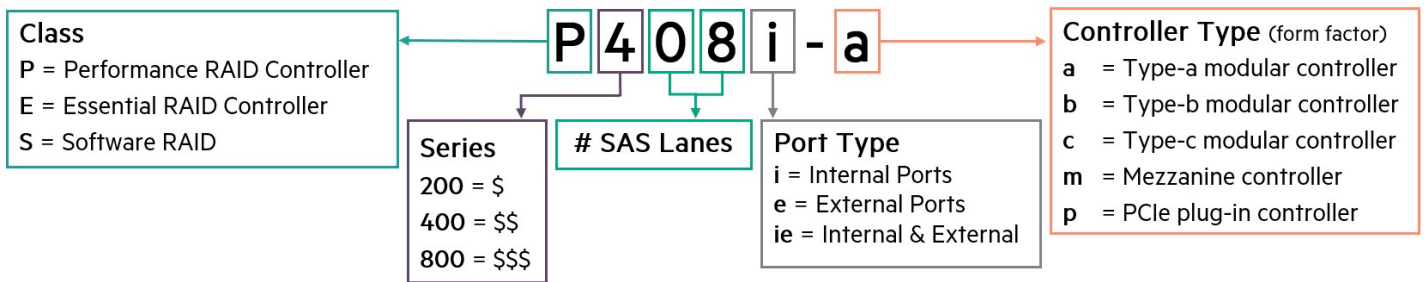 P408i-a
Class
P = Performance RAID Controller
E = Essential RAID Controller
S = Software RAID
Series
200 = $
400 = $$
800 = $$$
# SAS Lanes
Port Type
i = Internal Ports
e = External Ports
ie = Internal & External
Controller Type (form factor)
a = Type-a modular controller
b = Type-b modular controller
c = Type-c modular controller
m = Mezzanine controller
p = PCIe plug-in controller